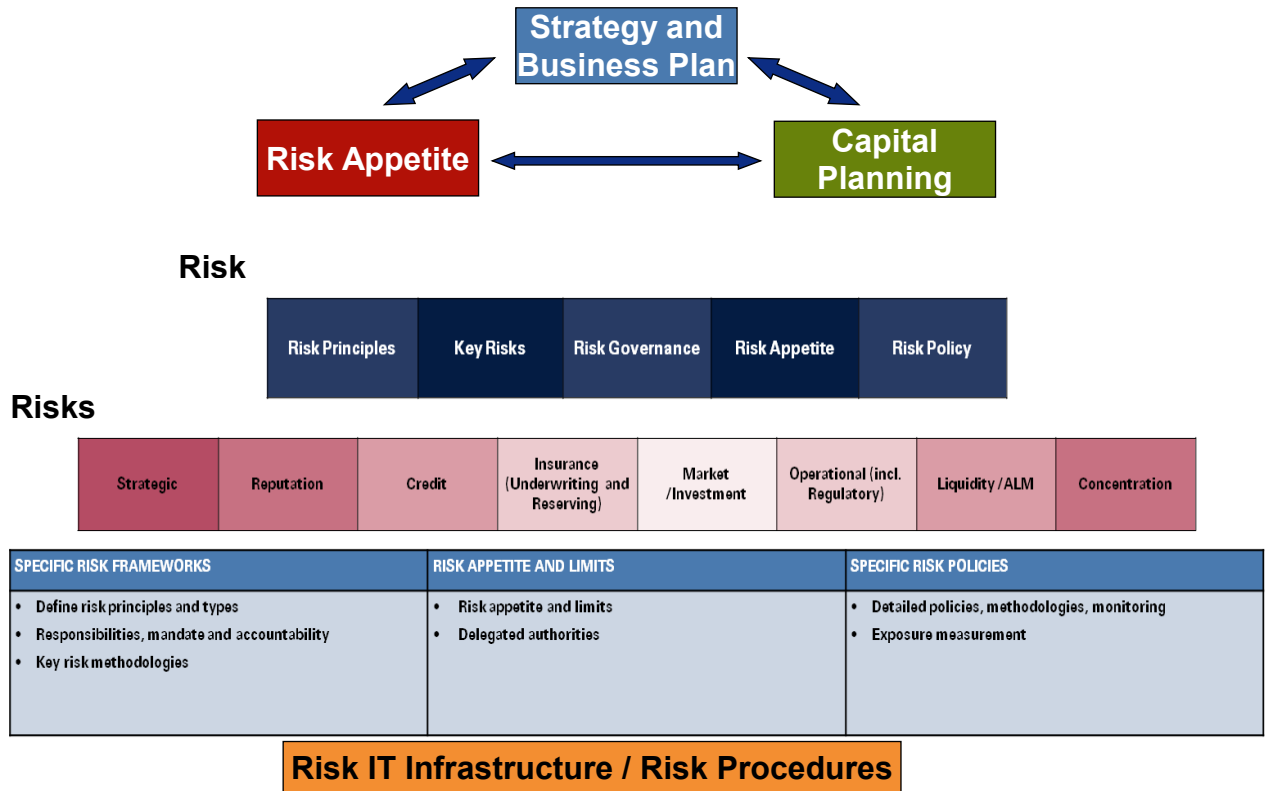 Strategy and
Business Plan
Risk Appetite
Capital
Planning
Risk
Risk Principles
Key Risks
Risk Governance
Risk Appetite
Risk Policy
Risks
Strategic
Reputation
Credit
Insurance
(Underwriting and
Reserving)
Market
/Investment
Operational (incl.
Regulatory)
Liquidity /ALM
Concentration
SPECIFIC RISK FRAMEWORKS
• Define risk principles and types
• Responsibilities, mandate and accountability
• Key risk methodologies
RISK APPETITE AND LIMITS
• Risk appetite and limits
• Delegated authorities
SPECIFIC RISK POLICIES
• Detailed policies, methodologies, monitoring
• Exposure measurement
Risk IT Infrastructure / Risk Procedures